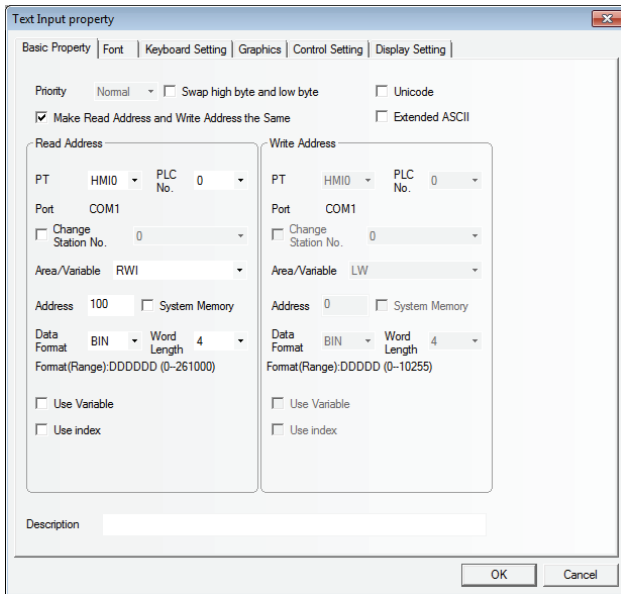 Text Input property
Basic Property Font Keyboard Setting Graphics Control Setting Display Setting
Priority Normal Swap high byte and low byte Unicode
Make Read Address and Write Address the Same Extended ASCII
Read Address Write Address
PT HMI0 PLC No. 0 PT HMI0 PLC No. 0
Port COM1 Port COM1
Change Station No. 0 Change Station No. 0
Area/Variable RWI Area/Variable LW
Address 100 System Memory Address 0 System Memory
Data Format BIN Word Length 4 Data Format BIN Word Length 4
Format(Range):DDDDDD (0--261000) Format(Range):DDDDD (0--10255)
Use Variable Use Variable
Use index Use index
Description
OK Cancel